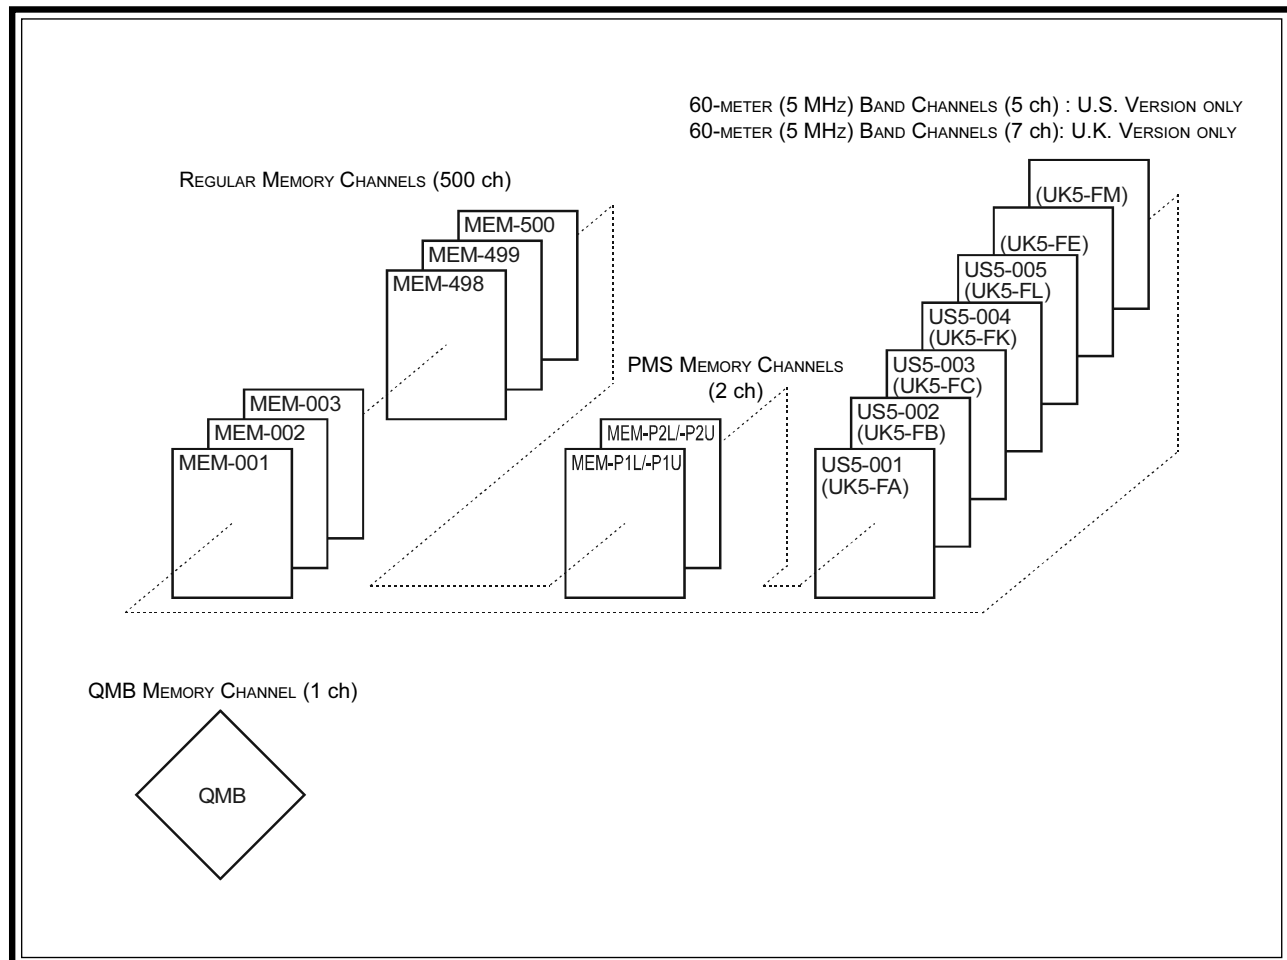 60-METER (5 MHZ) BAND CHANNELS (5 ch) : U.S. VERSION ONLY
60-METER (5 MHZ) BAND CHANNELS (7 ch): U.K. VERSION ONLY
REGULAR MEMORY CHANNELS (500 ch)
MEM-500
MEM-499
MEM-498
MEM-003
MEM-002
MEM-001
PMS MEMORY CHANNELS
(2 ch)
MEM-P2L/-P2U
MEM-P1L/-P1U
(UK5-FM)
(UK5-FE)
US5-005
(UK5-FL)
US5-004
(UK5-FK)
US5-003
(UK5-FC)
US5-002
(UK5-FB)
US5-001
(UK5-FA)
QMB MEMORY CHANNEL (1 ch)
QMB